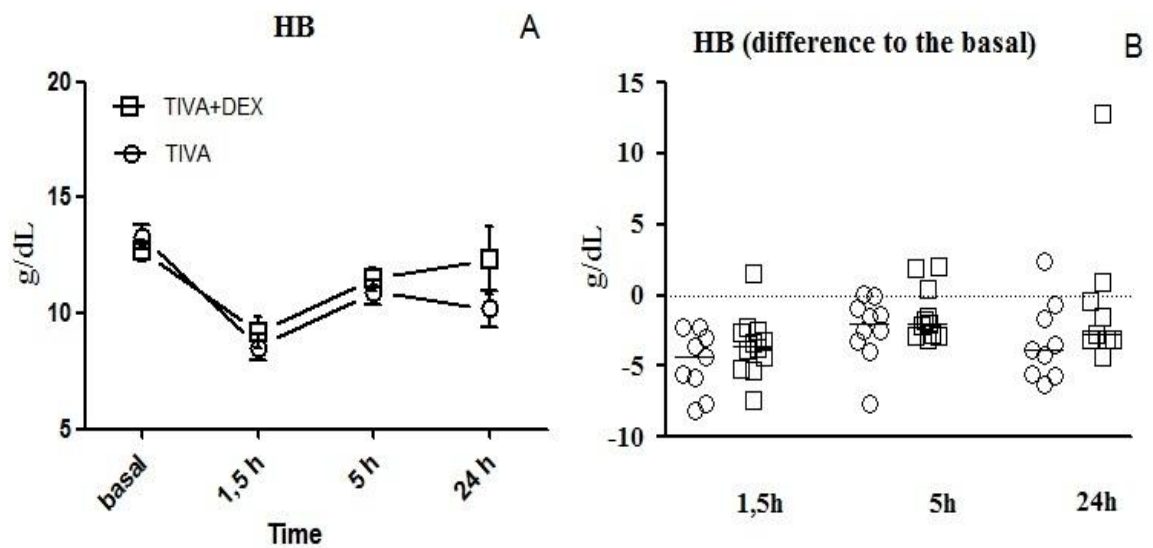 HB
A
20
15
10
5
g/dL
TIVA+DEX
TIVA
basal
1,5 h
5 h
24 h
Time
HB (difference to the basal)
B
15
10
5
0
-5
-10
g/dL
1,5h
5h
24h